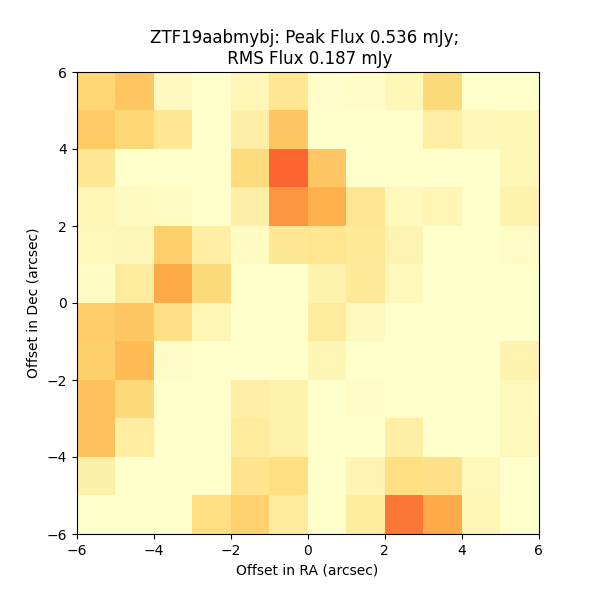 ZTF19aabmybj: Peak Flux 0.536 mJy;
RMS Flux 0.187 mJy
6
4
2
0
−2
−4
−6
Offset in Dec (arcsec)
−6 −4 −2 0 2 4 6
Offset in RA (arcsec)